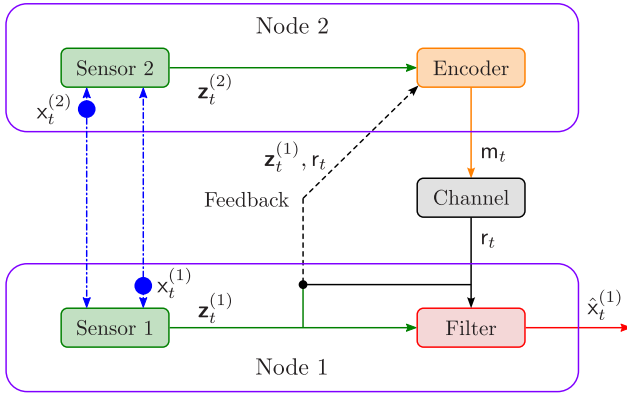 Node 2
Sensor 2
Encoder
x_t^{(2)}
z_t^{(2)}
m_t
z_t^{(1)}, r_t
Feedback
Channel
r_t
x_t^{(1)}
z_t^{(1)}
x̂_t^{(1)}
Sensor 1
Filter
Node 1